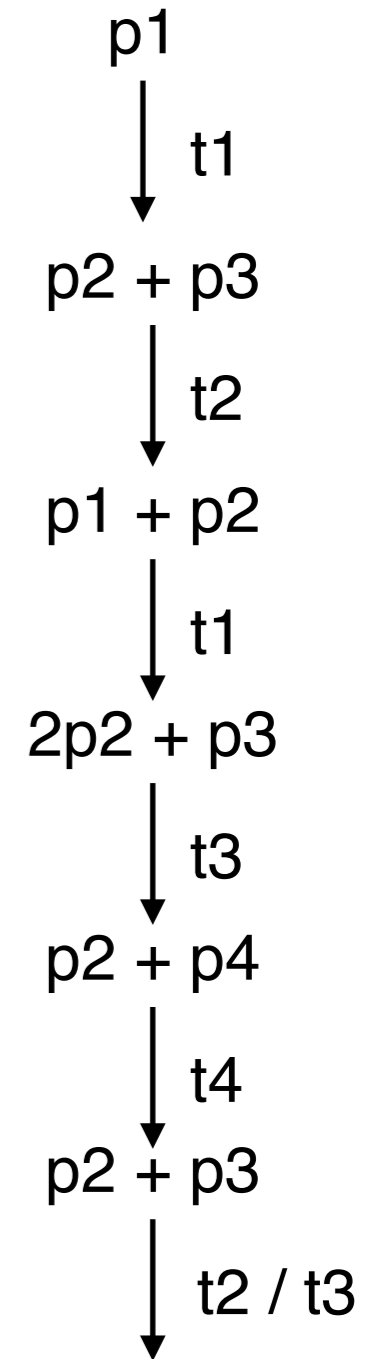 p1
t1
p2 + p3
t2
p1 + p2
t1
2p2 + p3
t3
p2 + p4
t4
p2 + p3
t2 / t3